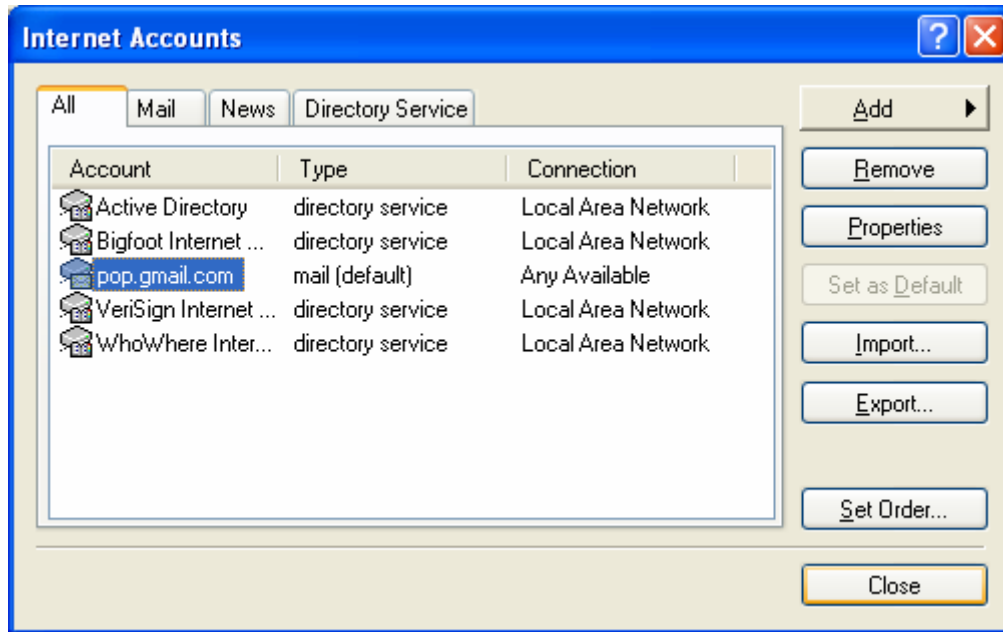 Internet Accounts
All Mail News Directory Service
Add
Remove
Properties
Set as Default
Import...
Export...
Set Order...
Close
Account Type Connection
Active Directory directory service Local Area Network
Bigfoot Internet ... directory service Local Area Network
pop.gmail.com mail (default) Any Available
VeriSign Internet ... directory service Local Area Network
WhoWhere Inter... directory service Local Area Network